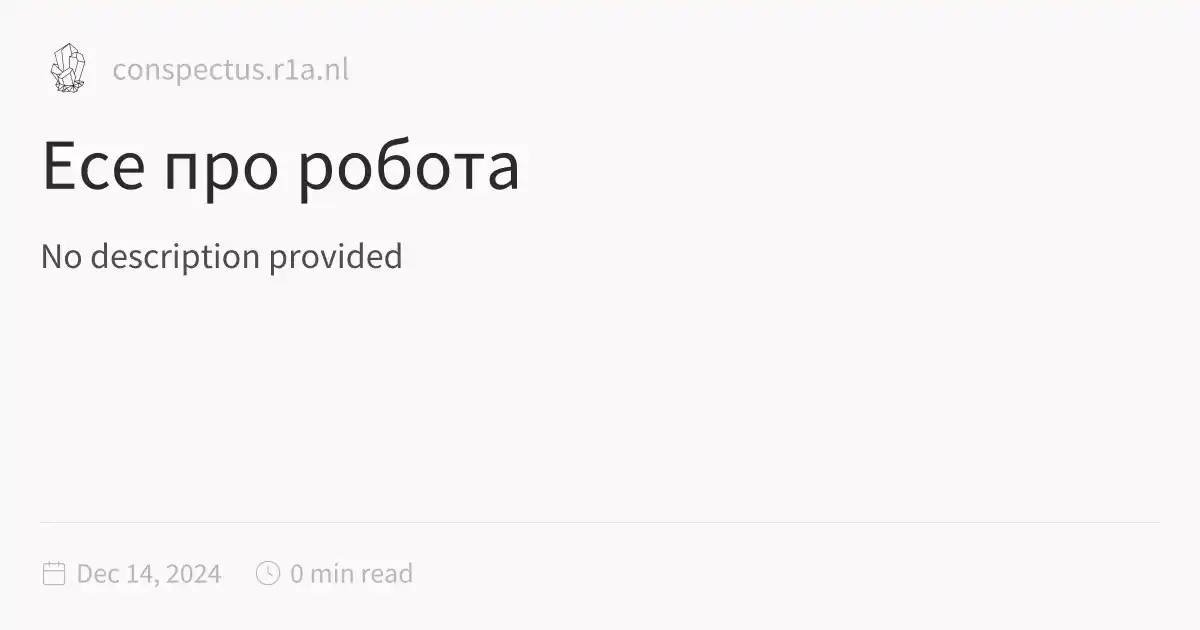 conspectus.r1a.nl
Есе про робота
No description provided
Dec 14, 2024 0 min read